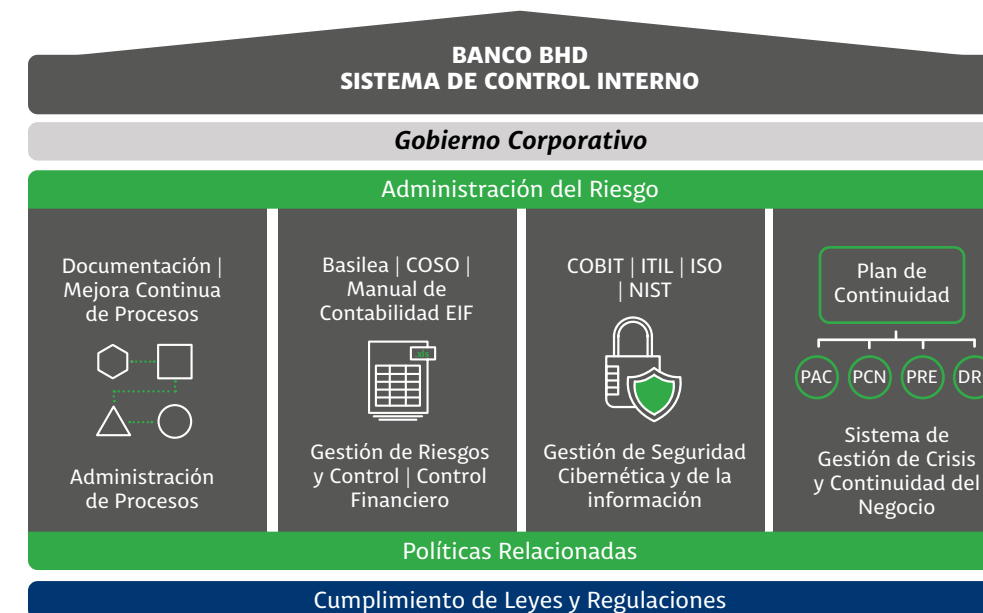 BANCO BHD
SISTEMA DE CONTROL INTERNO
Gobierno Corporativo
Administración del Riesgo
Documentación |
Mejora Continua
de Procesos
Administración
de Procesos
Basilea | COSO |
Manual de
Contabilidad EIF
xls
Gestión de Riesgos
y Control | Control
Financiero
COBIT | ITIL | ISO
| NIST
Gestión de Seguridad
Cibernética y de la
información
Plan de
Continuidad
PAC PCN PRE
Sistema de
Gestión de Crisis
y Continuidad del
Negocio
Políticas Relacionadas
Cumplimiento de Leyes y Regulaciones